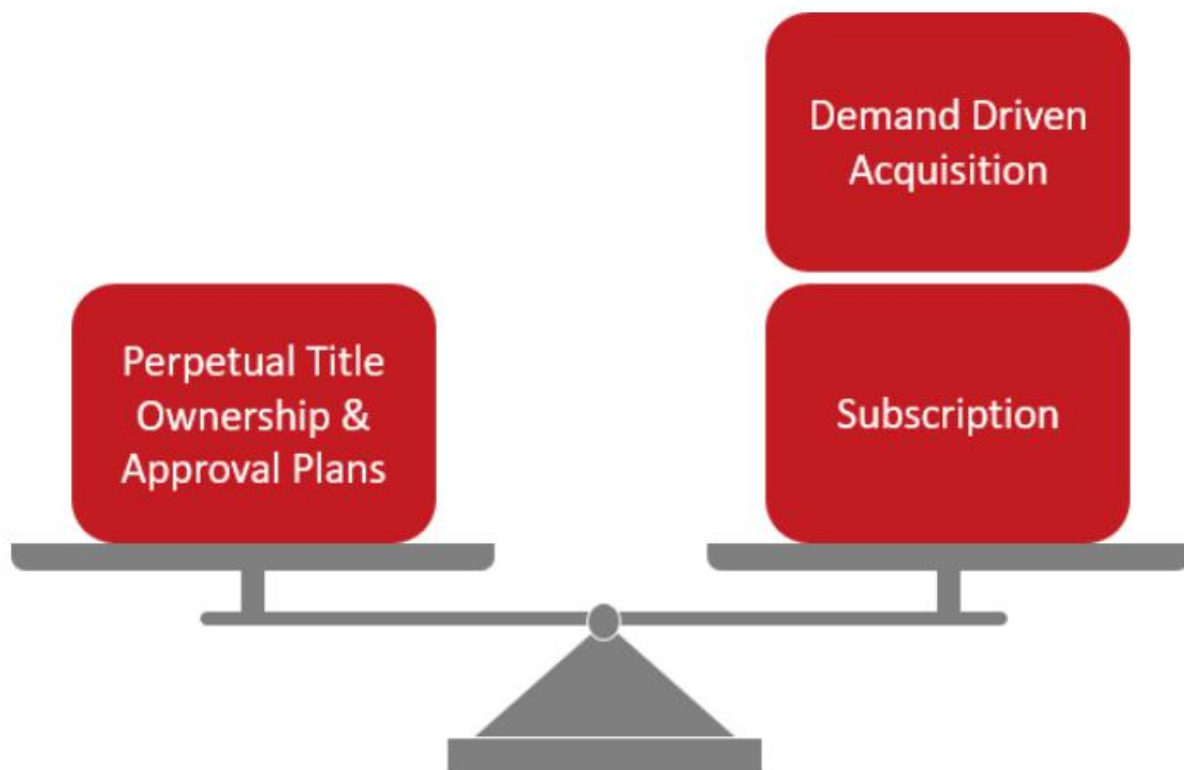 Demand Driven
Acquisition
Perpetual Title
Ownership &
Approval Plans
Subscription